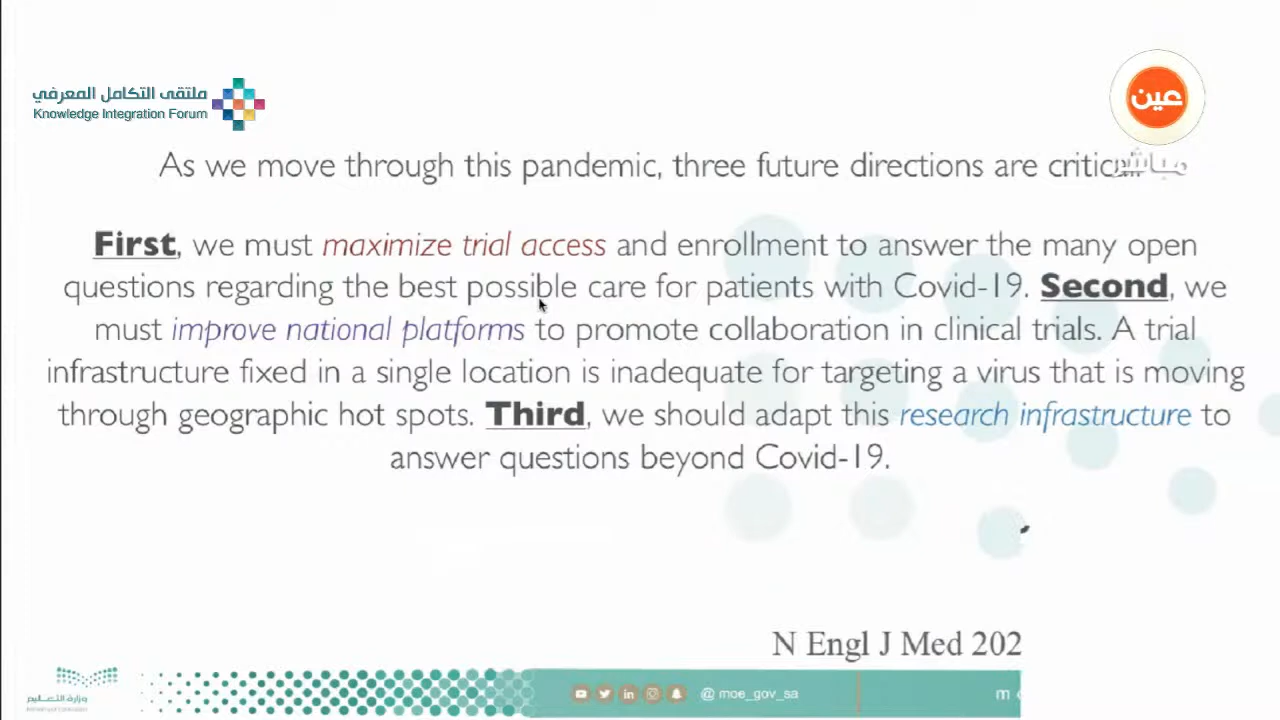 ملتقى التكامل المعرفي
Knowledge Integration Forum
عين
مباشر
As we move through this pandemic, three future directions are
First, we must maximize trial access and enrollment to answer the many open
questions regarding the best possible care for patients with Covid-19. Second, we
must improve national platforms to promote collaboration in clinical trials. A trial
infrastructure fixed in a single location is inadequate for targeting a virus that is moving
through geographic hot spots. Third, we should adapt this research infrastructure to
answer questions beyond Covid-19.
N Engl J Med 202
وزارة التعليم
@ moe_gov_sa